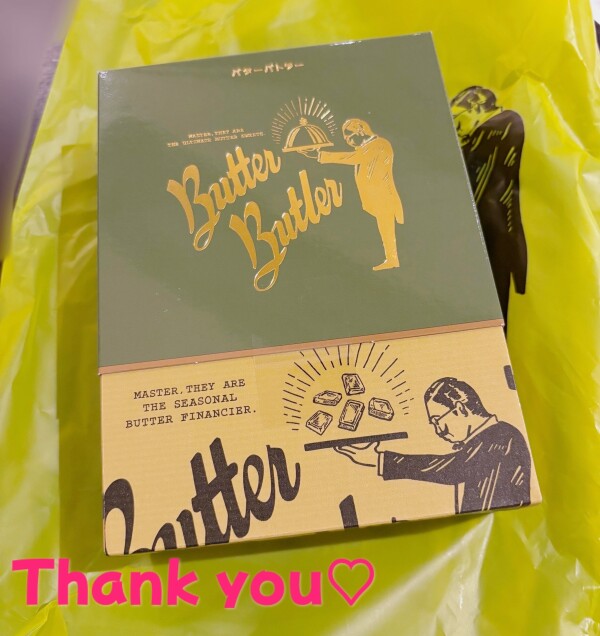 バターバトラー
MASTER.THEY ARE
THE ULTIMATE BUTTER SWEETS
Butter
Butler
MASTER.THEY ARE
THE SEASONAL
BUTTER FINANCIER.
Butter
Thank you♡